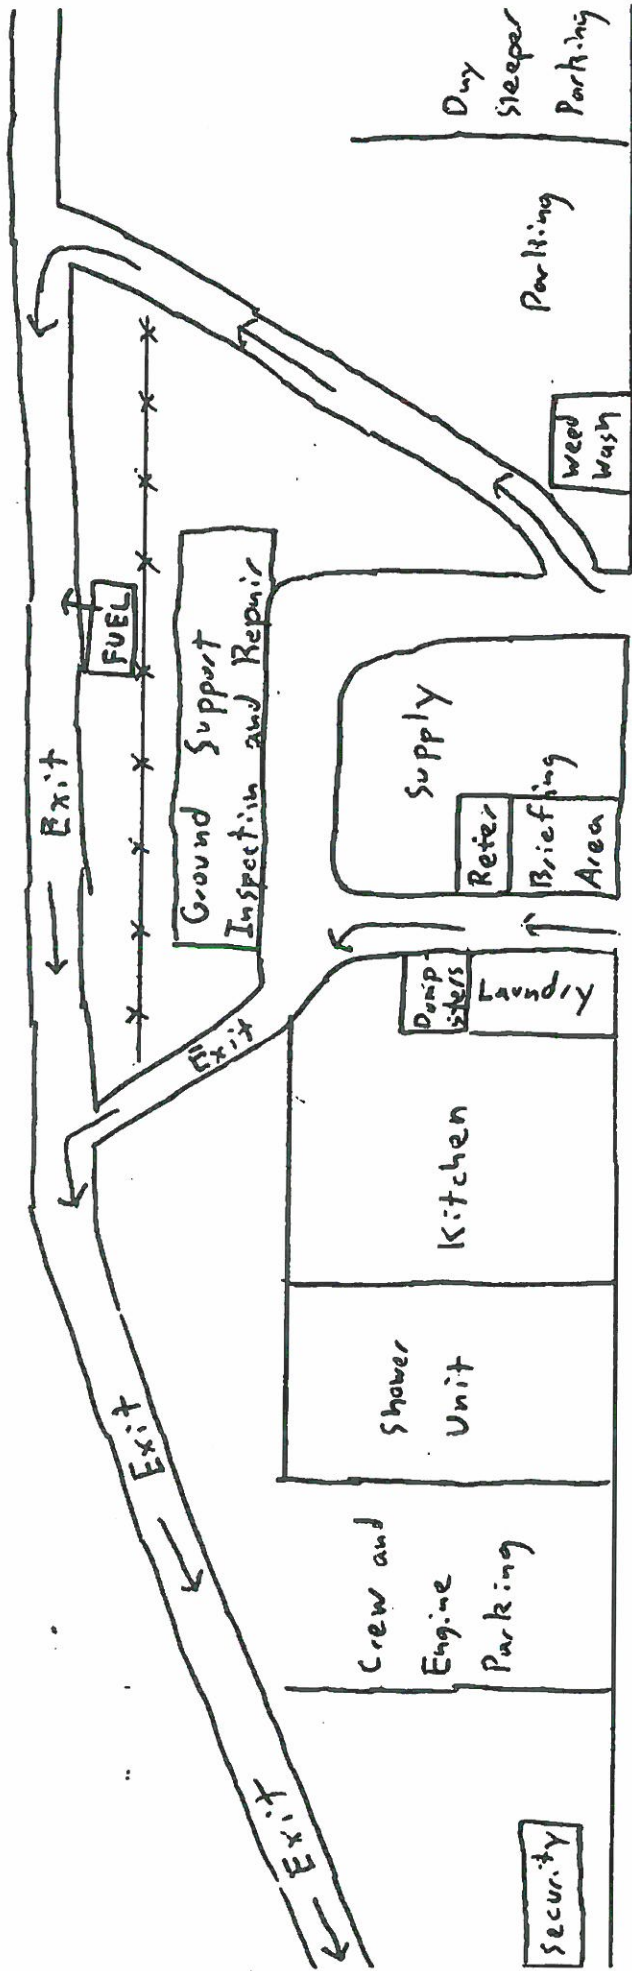 Exit
Exit
Exit
Exit
FUEL
Ground Support
Inspection and Repair
Supply
Reter
Briefing
Area
Dump
sters
Laundry
Kitchen
Shower
Unit
Crew and
Engine
Parking
Security
Weed
Wash
Parking
Day
Sleeper
Parking